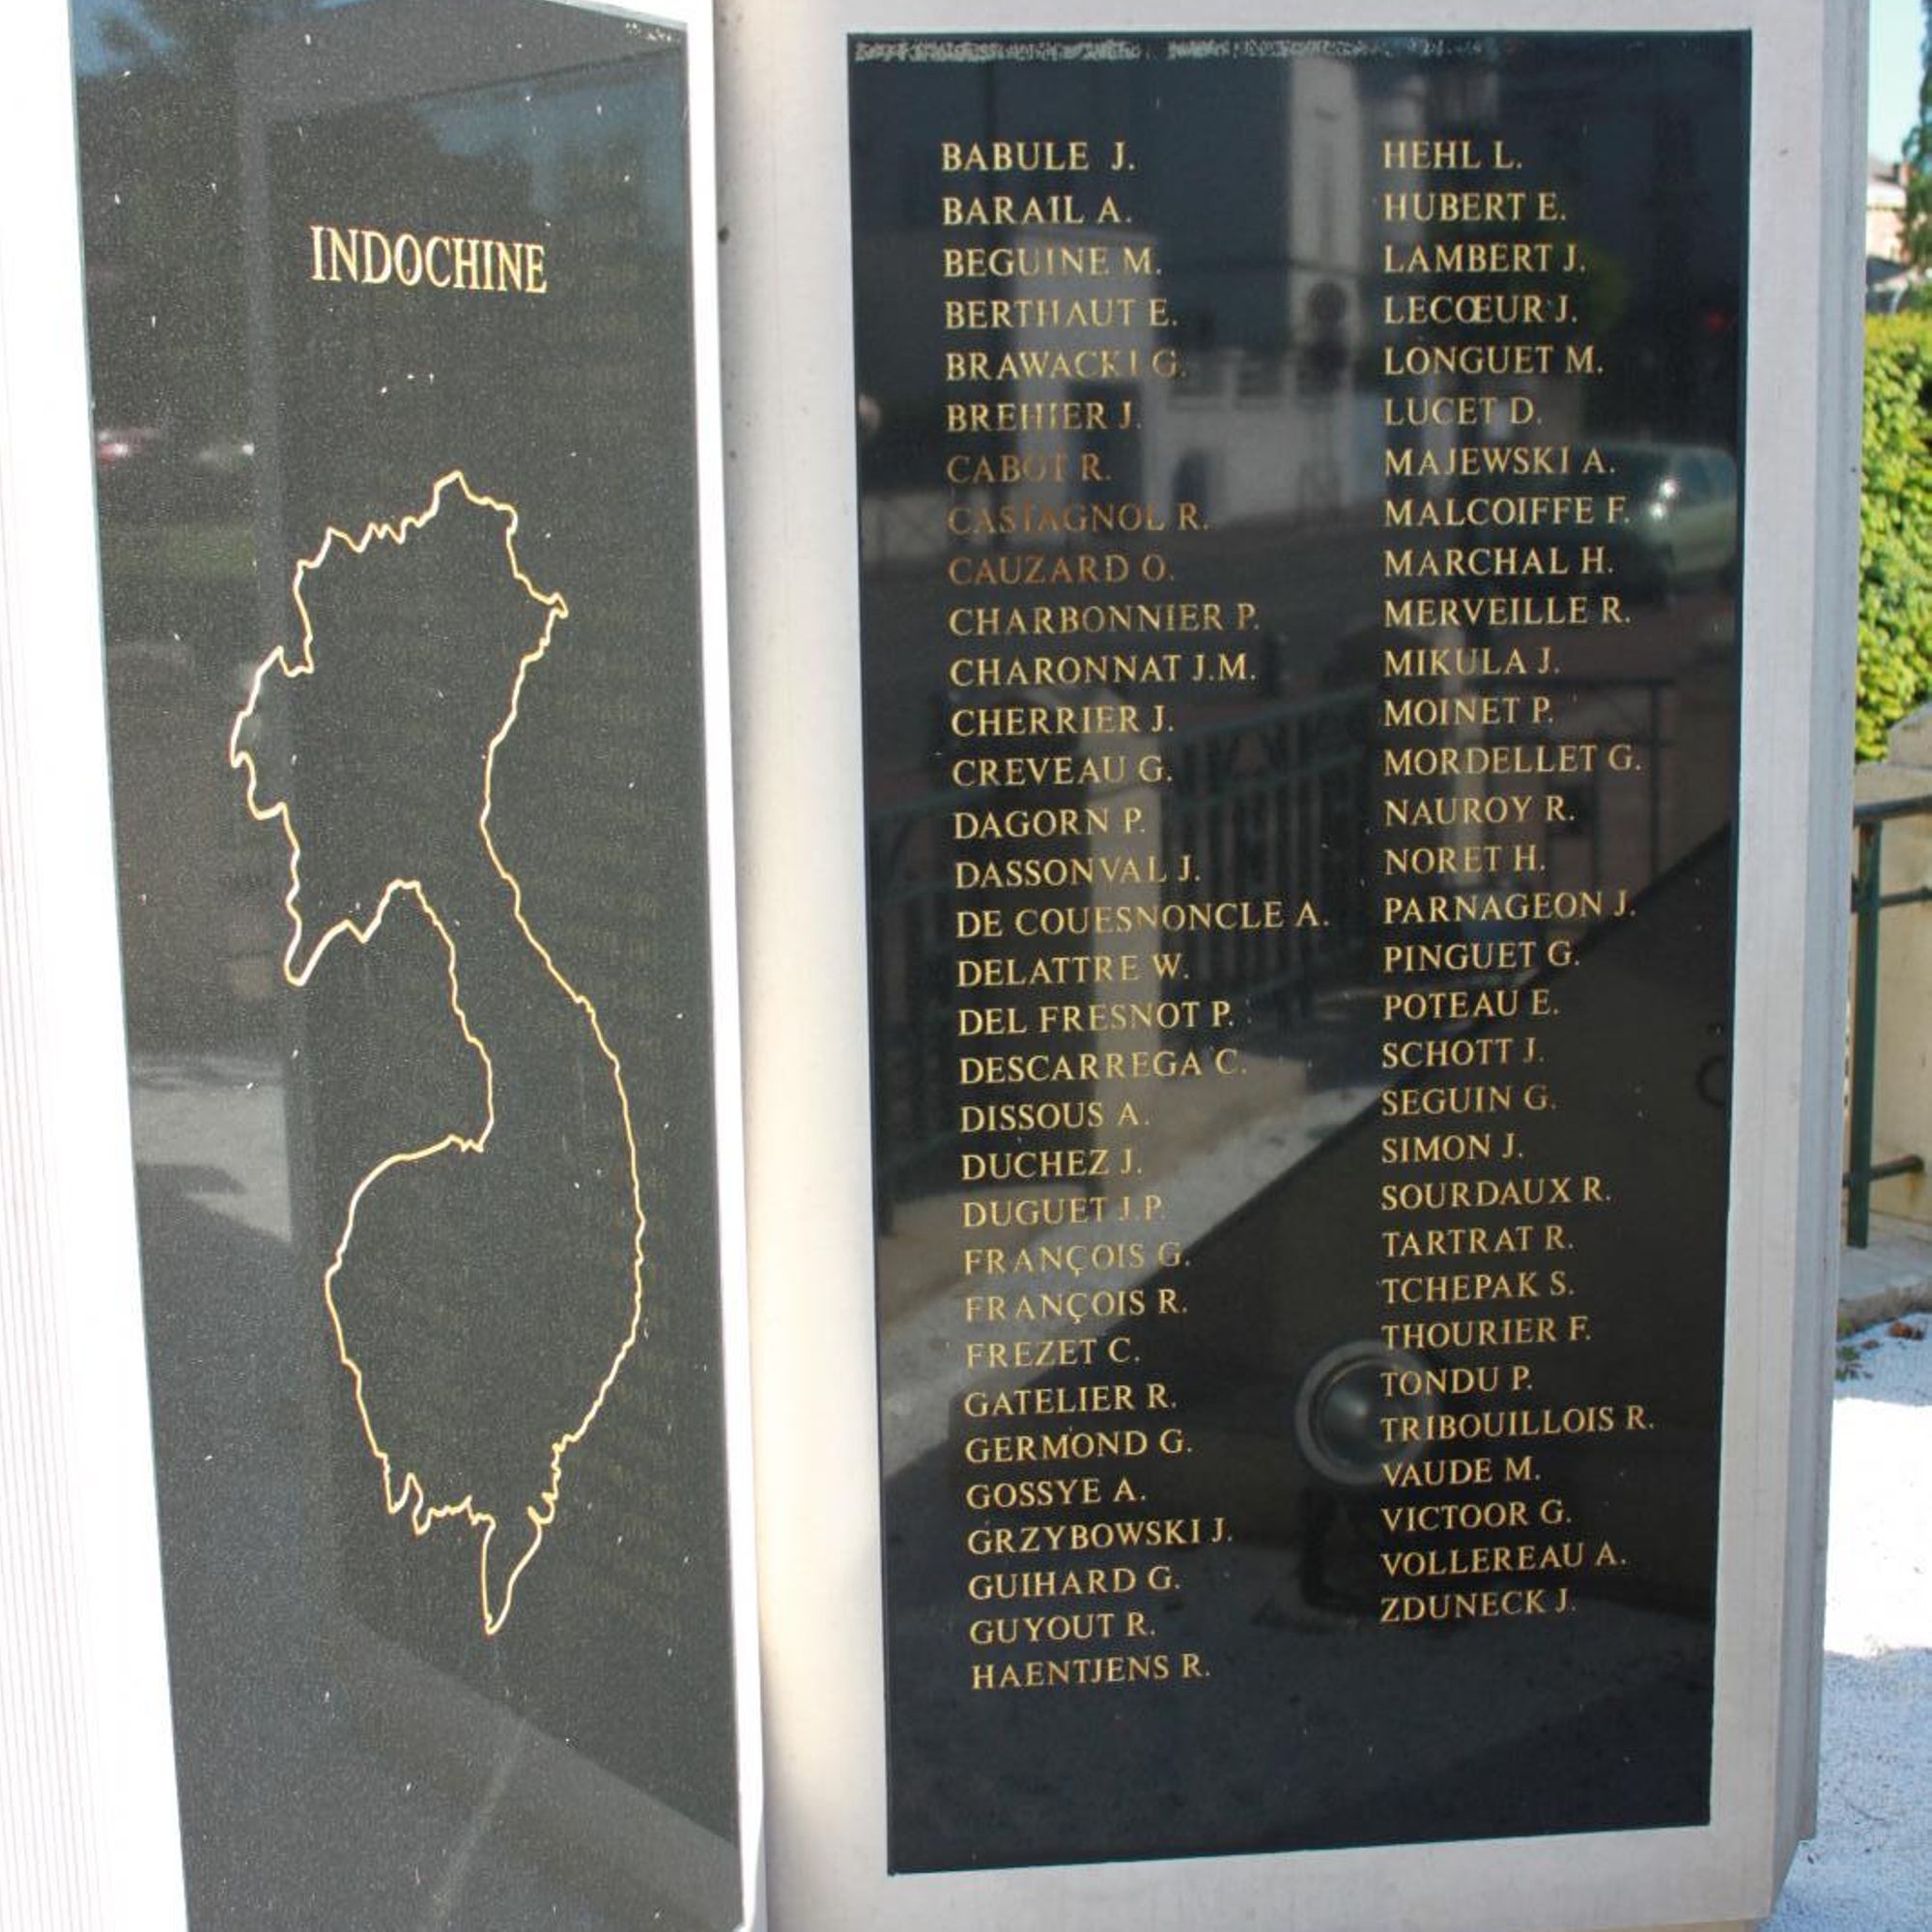 INDOCHINE
BABULE J.
BARAIL A.
BEGUINE M.
BERTHAUT E.
BRAWACKI G.
BREHIER J.
CABOT R.
CASTAGNOL R.
CAUZARD O.
CHARBONNIER P.
CHARONNAT J.M.
CHERRIER J.
CREVEAU G.
DAGORN P.
DASSONVAL J.
DE COUESNONCLE A.
DELATTRE W.
DEL FRESNOT P.
DESCARREGA C.
DISSOUS A.
DUCHEZ J.
DUGUET J.P.
FRANÇOIS G.
FRANÇOIS R.
FREZET C.
GATELIER R.
GERMOND G.
GOSSYE A.
GRZYBOWSKI J.
GUIHARD G.
GUYOUT R.
HAENTJENS R.
HEHL L.
HUBERT E.
LAMBERT J.
LECŒUR J.
LONGUET M.
LUCET D.
MAJEWSKI A.
MALCOIFFE F.
MARCHAL H.
MERVEILLE R.
MIKULA J.
MOINET P.
MORDELLET G.
NAUROY R.
NORET H.
PARNAGEON J.
PINGUET G.
POTEAU E.
SCHOTT J.
SEGUIN G.
SIMON J.
SOURDAUX R.
TARTRAT R.
TCHEPAK S.
THOURIER F.
TONDU P.
TRIBOUILLOIS R.
VAUDE M.
VICTOOR G.
VOLLEREAU A.
ZDUNECK J.